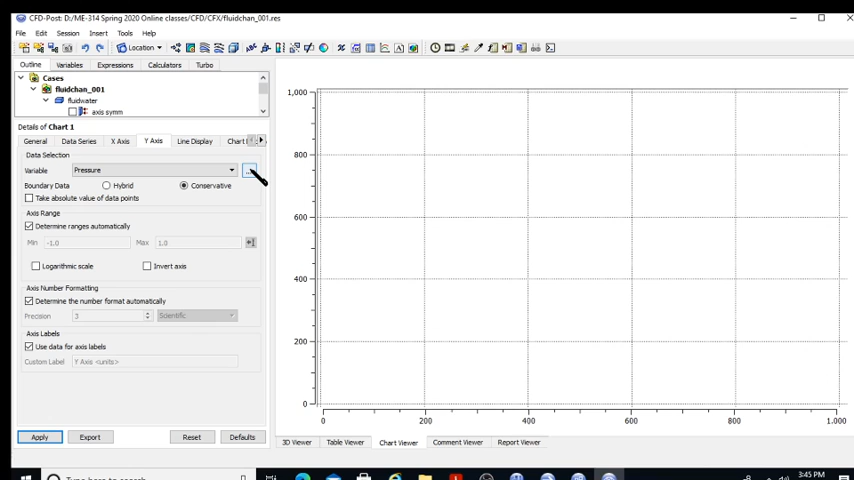 CFD-Post: D:/ME-314 Spring 2020 Online classes/CFD/CFX/fluidchan_001.res
File Edit Session Insert Tools Help
Location
Outline Variables Expressions Calculators Turbo
Cases
fluidchan_001
fluidwater
axis symm
Details of Chart 1
General Data Series X Axis Y Axis Line Display
Data Selection
Variable Pressure ...
Boundary Data Hybrid Conservative
Take absolute value of data points
Axis Range
Determine ranges automatically
Min -1.0 Max 1.0
Logarithmic scale Invert axis
Axis Number Formatting
Determine the number format automatically
Precision 3 Scientific
Axis Labels
Use data for axis labels
Custom Label Y Axis <units>
Apply Export Reset Defaults
1,000
800
600
400
200
0
0 200 400 600 800 1.000
3D Viewer Table Viewer Chart Viewer Comment Viewer Report Viewer
Type here to search
3:45 PM